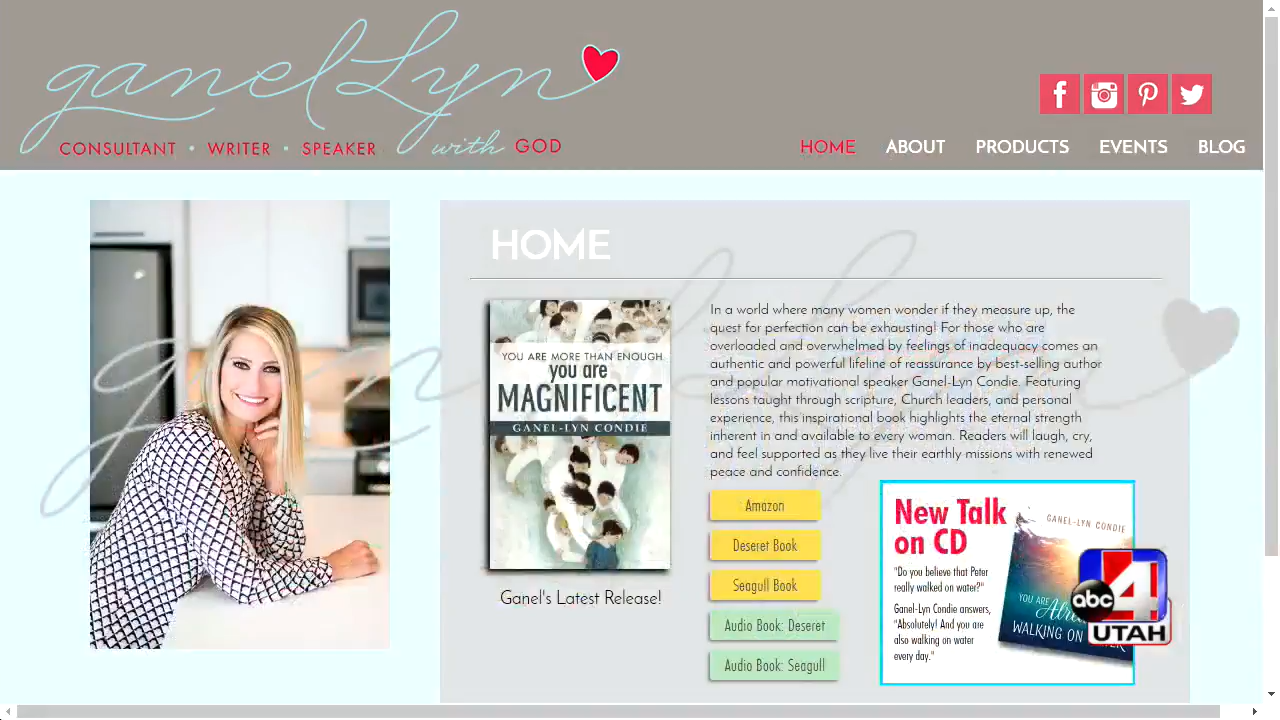 ganelLyn
CONSULTANT • WRITER • SPEAKER with GOD
HOME ABOUT PRODUCTS EVENTS BLOG
HOME
YOU ARE MORE THAN ENOUGH
you are
MAGNIFICENT
GANEL-LYN CONDIE
Ganel's Latest Release!
In a world where many women wonder if they measure up, the
quest for perfection can be exhausting! For those who are
overloaded and overwhelmed by feelings of inadequacy comes an
authentic and powerful lifeline of reassurance by best-selling author
and popular motivational speaker Ganel-Lyn Condie. Featuring
lessons taught through scripture, Church leaders, and personal
experience, this inspirational book highlights the eternal strength
inherent in and available to every woman. Readers will laugh, cry,
and feel supported as they live their earthly missions with renewed
peace and confidence.
Amazon
Deseret Book
Seagull Book
Audio Book: Deseret
Audio Book: Seagull
New Talk
on CD
"Do you believe that Peter
really walked on water?"
Ganel-Lyn Condie answers,
"Absolutely! And you are
also walking on water
every day."
GANEL-LYN CONDIE
YOU ARE
WALKING ON
abc 4
UTAH